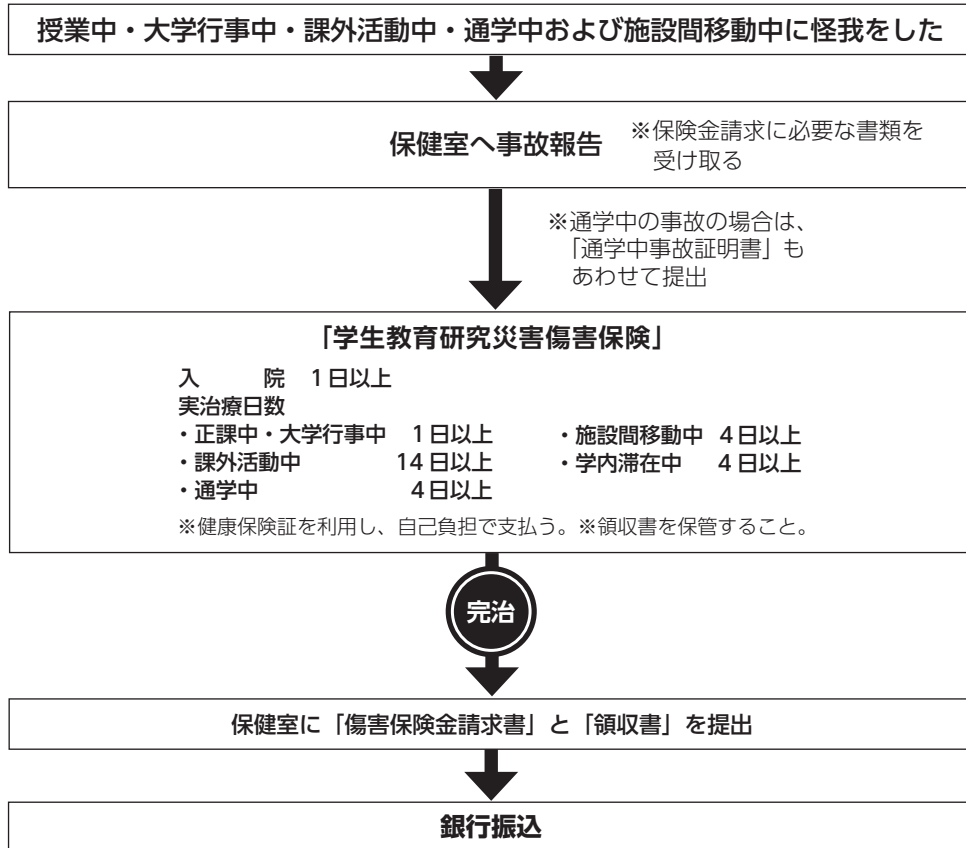 授業中・大学行事中・課外活動中・通学中および施設間移動中に怪我をした
保健室へ事故報告
※保険金請求に必要な書類を
受け取る
※通学中の事故の場合は、
「通学中事故証明書」も
あわせて提出
「学生教育研究災害傷害保険」
入　　　院　1日以上
実治療日数
・正課中・大学行事中　1日以上　・施設間移動中　4日以上
・課外活動中　14日以上　・学内滞在中　4日以上
・通学中　4日以上
※健康保険証を利用し、自己負担で支払う。※領収書を保管すること。
完治
保健室に「傷害保険金請求書」と「領収書」を提出
銀行振込